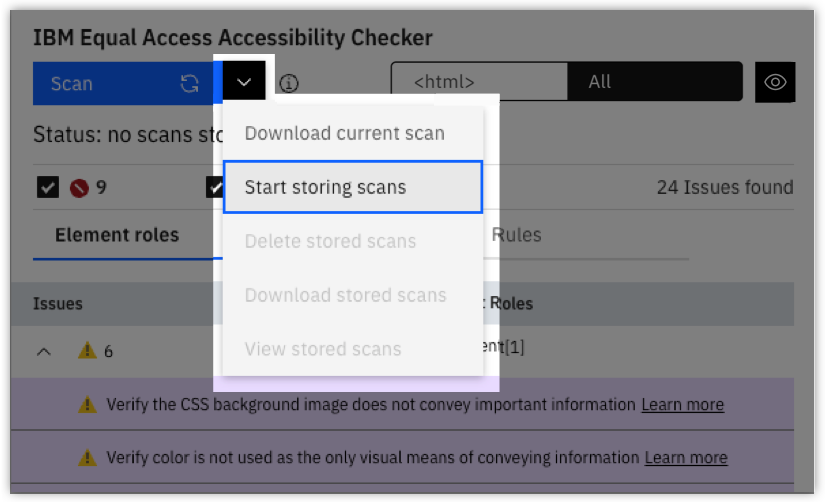 IBM Equal Access Accessibility Checker
Scan
<html>
All
Status: no scans sto
Download current scan
9
Start storing scans
24 Issues found
Element roles
Delete stored scans
Rules
Download stored scans
Issues
t Roles
View stored scans
6
ent[1]
Verify the CSS background image does not convey important information Learn more
Verify color is not used as the only visual means of conveying information Learn more